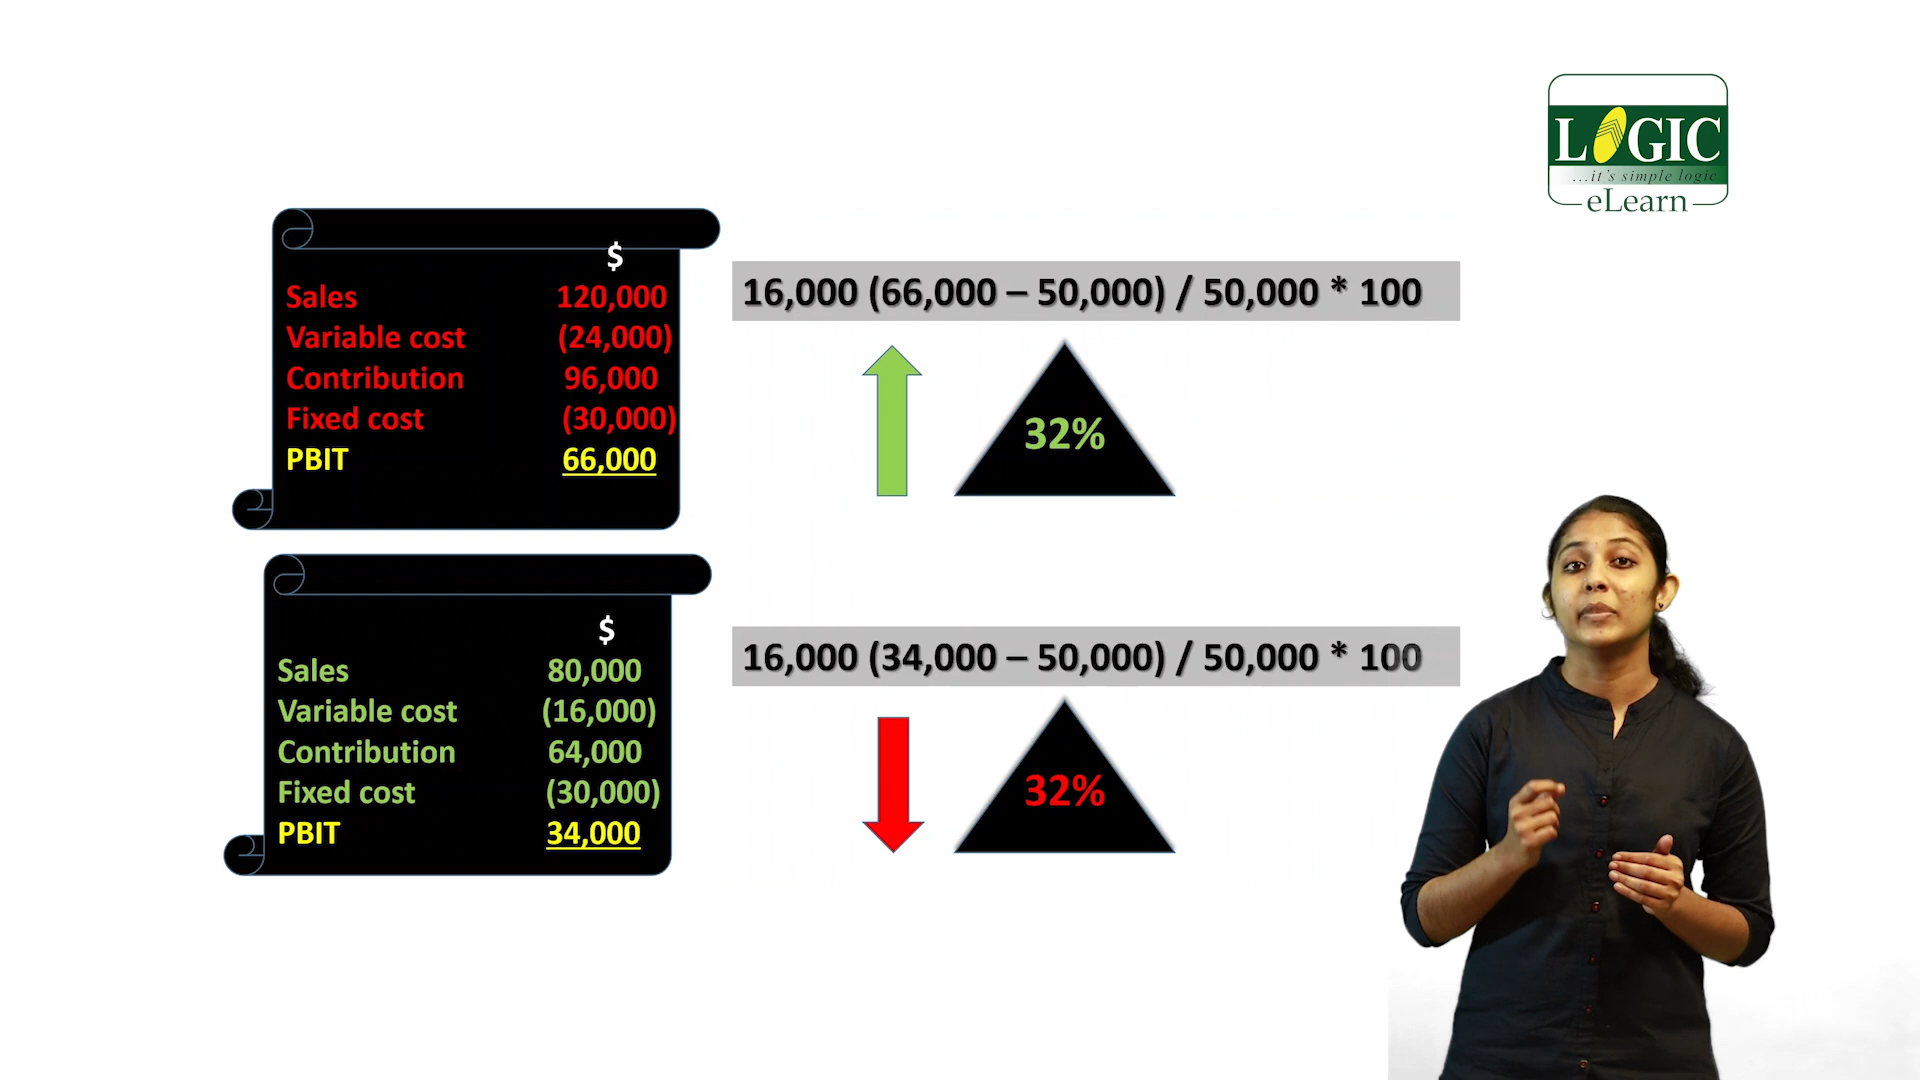 LOGIC
...it's simple logic
eLearn
$
Sales 120,000
Variable cost (24,000)
Contribution 96,000
Fixed cost (30,000)
PBIT 66,000
16,000 (66,000 – 50,000) / 50,000 * 100
32%
$
Sales 80,000
Variable cost (16,000)
Contribution 64,000
Fixed cost (30,000)
PBIT 34,000
16,000 (34,000 – 50,000) / 50,000 * 100
32%